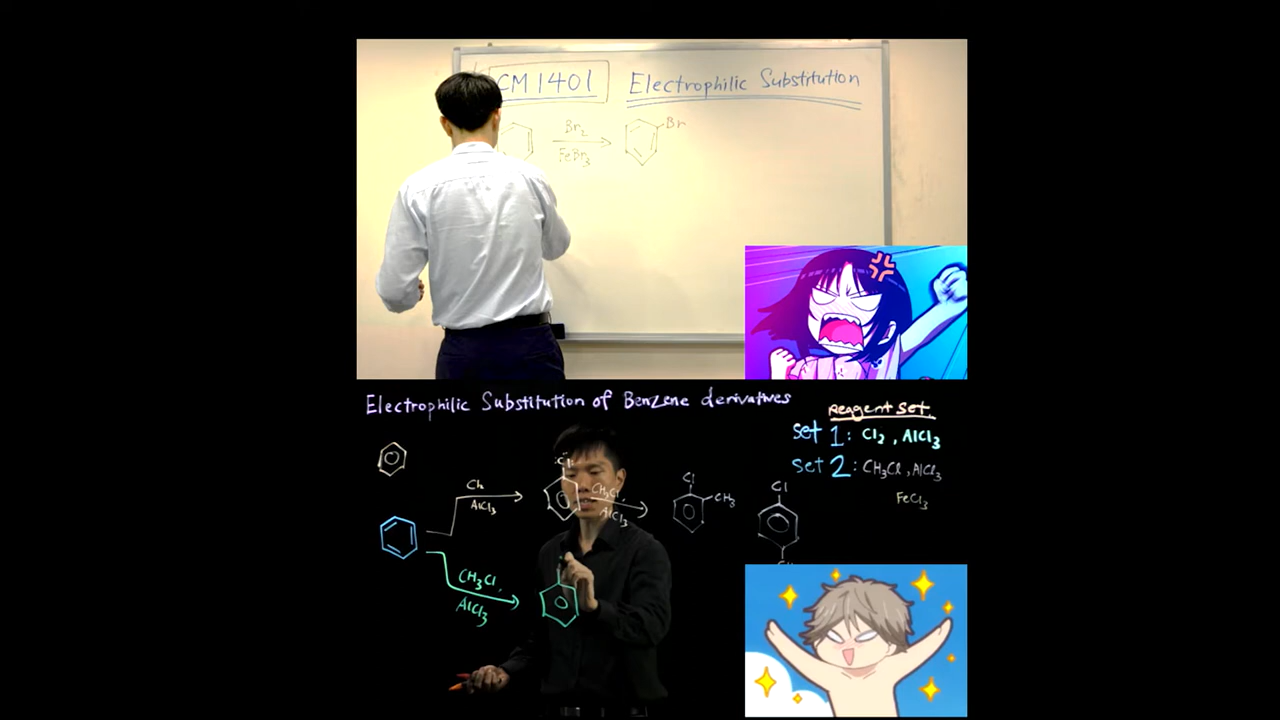 CM1401
Electrophilic Substitution
Br2
FeBr3
Br
Electrophilic Substitution of Benzene derivatives
Reagent Set
Set 1: Cl2, AlCl3
Set 2: CH3Cl, AlCl3
FeCl3
Cl2
AlCl3
:Cl:
CH3Cl,
AlCl3
Cl
CH3
Cl
CH3Cl,
AlCl3